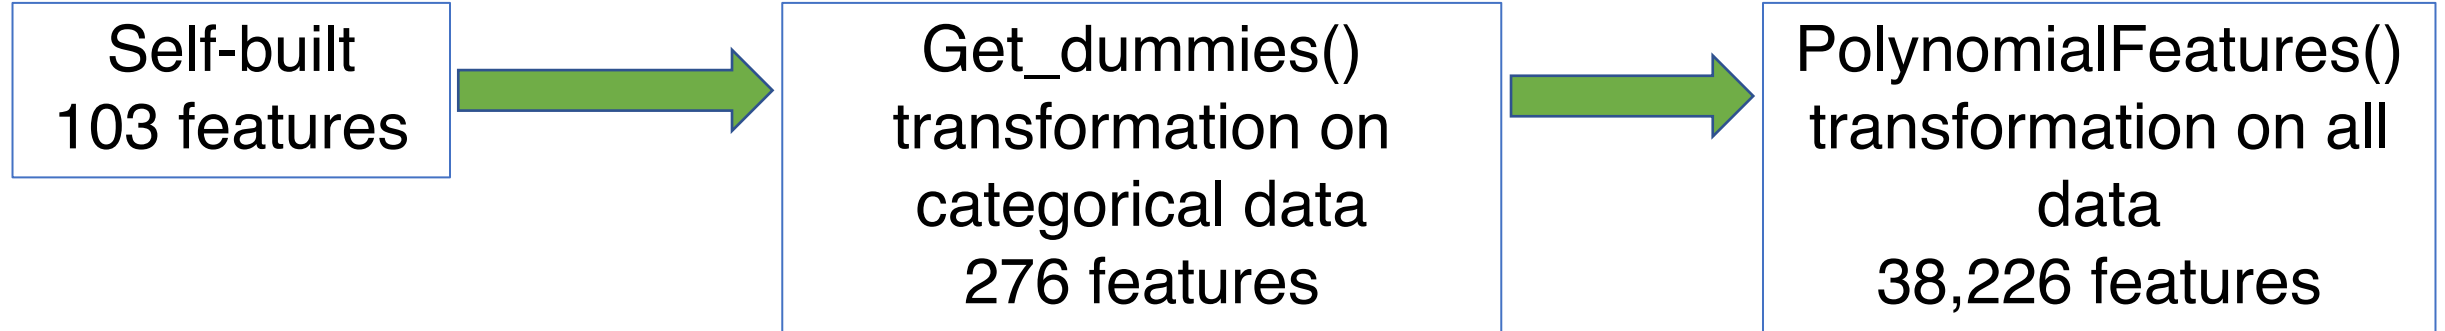 Self-built
103 features
Get_dummies()
transformation on
categorical data
276 features
PolynomialFeatures()
transformation on all
data
38,226 features